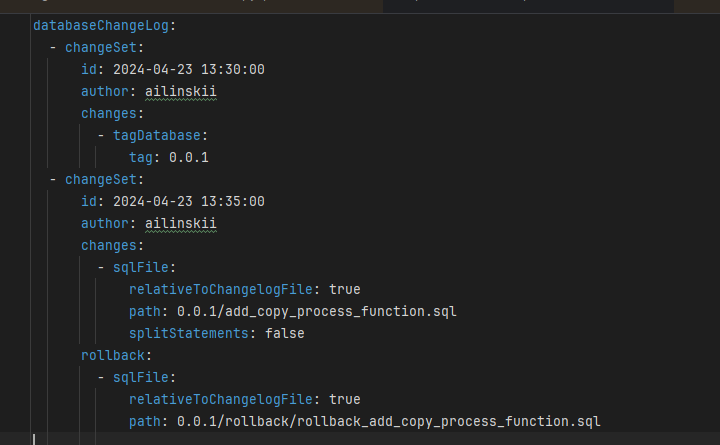 databaseChangeLog:
  - changeSet:
      id: 2024-04-23 13:30:00
      author: ailinskii
      changes:
        - tagDatabase:
            tag: 0.0.1
  - changeSet:
      id: 2024-04-23 13:35:00
      author: ailinskii
      changes:
        - sqlFile:
            relativeToChangelogFile: true
            path: 0.0.1/add_copy_process_function.sql
            splitStatements: false
      rollback:
        - sqlFile:
            relativeToChangelogFile: true
            path: 0.0.1/rollback/rollback_add_copy_process_function.sql